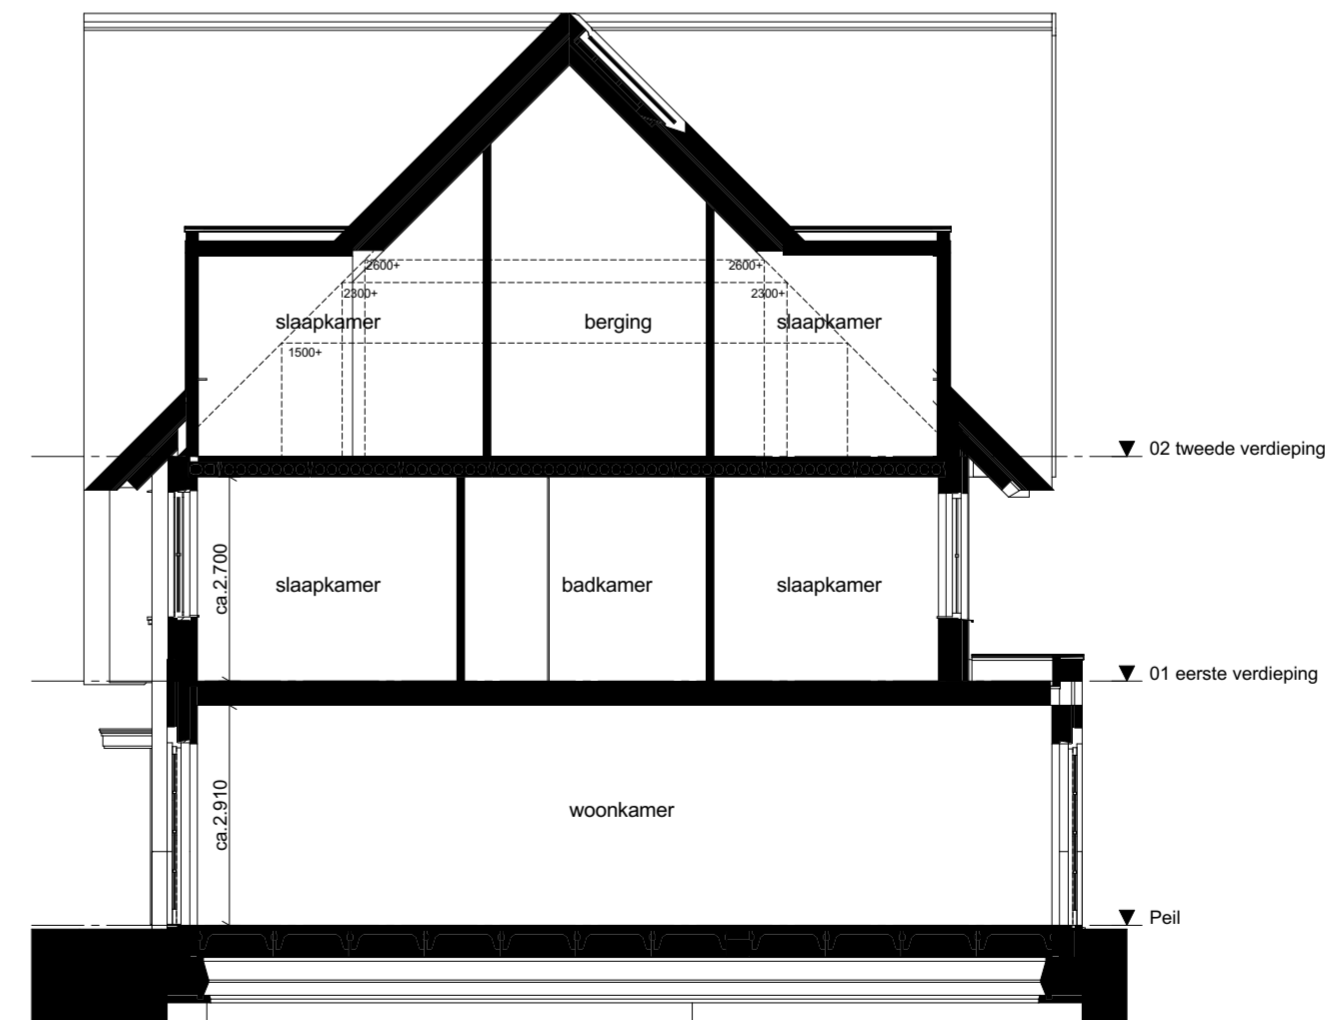 2600+
2600+
2300+
2300+
slaapkamer
berging
slaapkamer
1500+
02 tweede verdieping
ca.2.700
slaapkamer
badkamer
slaapkamer
01 eerste verdieping
ca.2.910
woonkamer
Peil